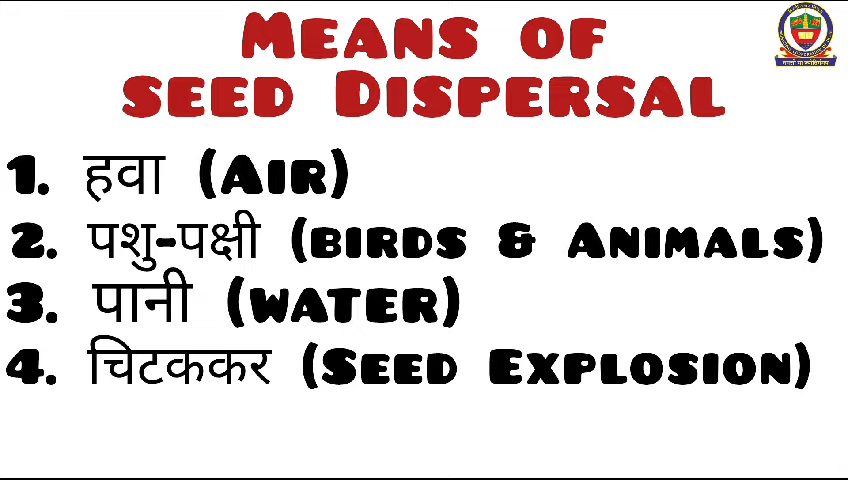 MEANS OF
SEED DISPERSAL
1. हवा (AIR)
2. पशु-पक्षी (BIRDS & ANIMALS)
3. पानी (WATER)
4. चिटककर (SEED EXPLOSION)